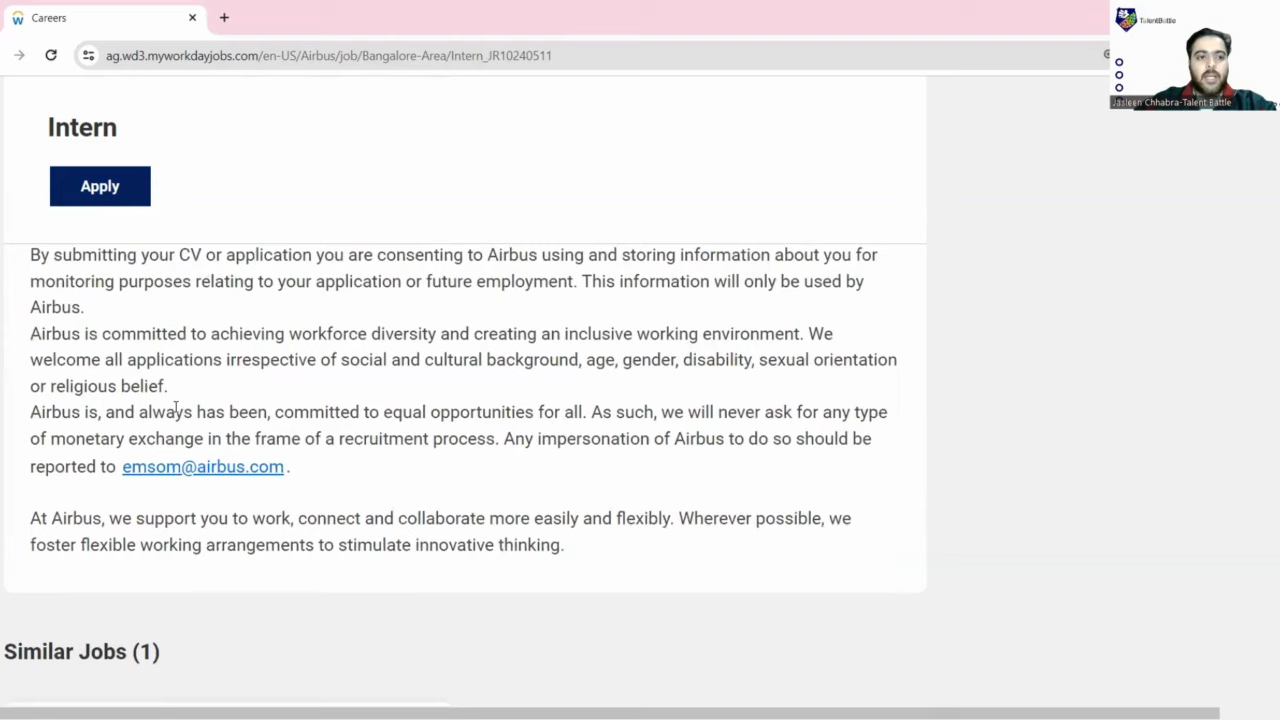 Careers
TalentBattle
ag.wd3.myworkdayjobs.com/en-US/Airbus/job/Bangalore-Area/Intern_JR10240511
Jasleen Chhabra-Talent Battle
Intern
Apply
By submitting your CV or application you are consenting to Airbus using and storing information about you for
monitoring purposes relating to your application or future employment. This information will only be used by
Airbus.
Airbus is committed to achieving workforce diversity and creating an inclusive working environment. We
welcome all applications irrespective of social and cultural background, age, gender, disability, sexual orientation
or religious belief.
Airbus is, and always has been, committed to equal opportunities for all. As such, we will never ask for any type
of monetary exchange in the frame of a recruitment process. Any impersonation of Airbus to do so should be
reported to emsom@airbus.com.
At Airbus, we support you to work, connect and collaborate more easily and flexibly. Wherever possible, we
foster flexible working arrangements to stimulate innovative thinking.
Similar Jobs (1)